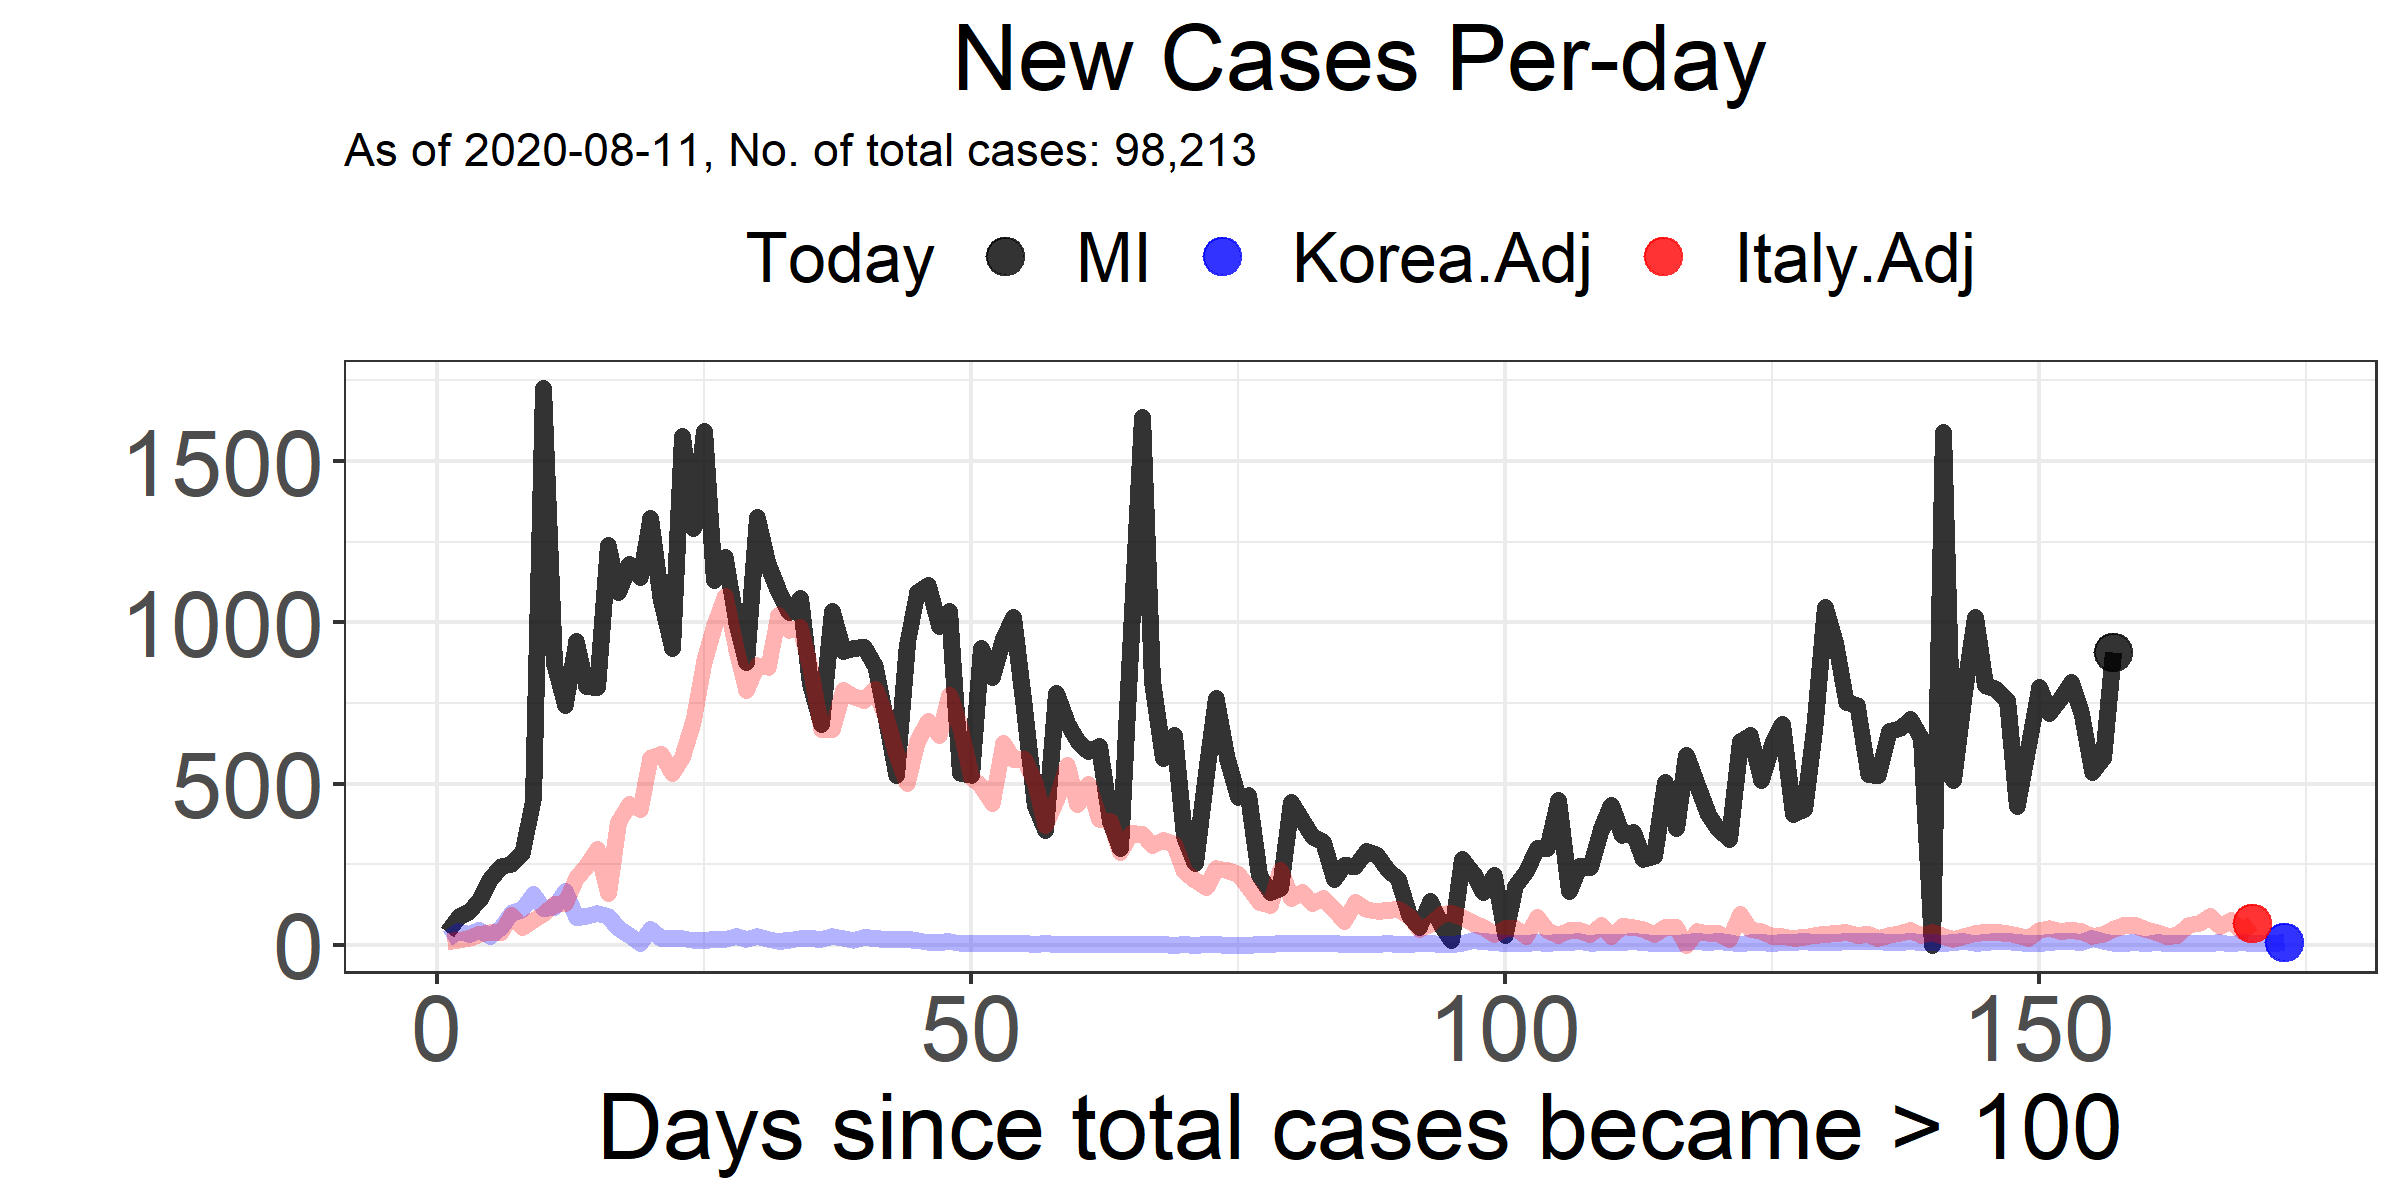 New Cases Per-day
As of 2020-08-11, No. of total cases: 98,213
Today MI Korea.Adj Italy.Adj
1500
1000
500
0
0 50 100 150
Days since total cases became > 100